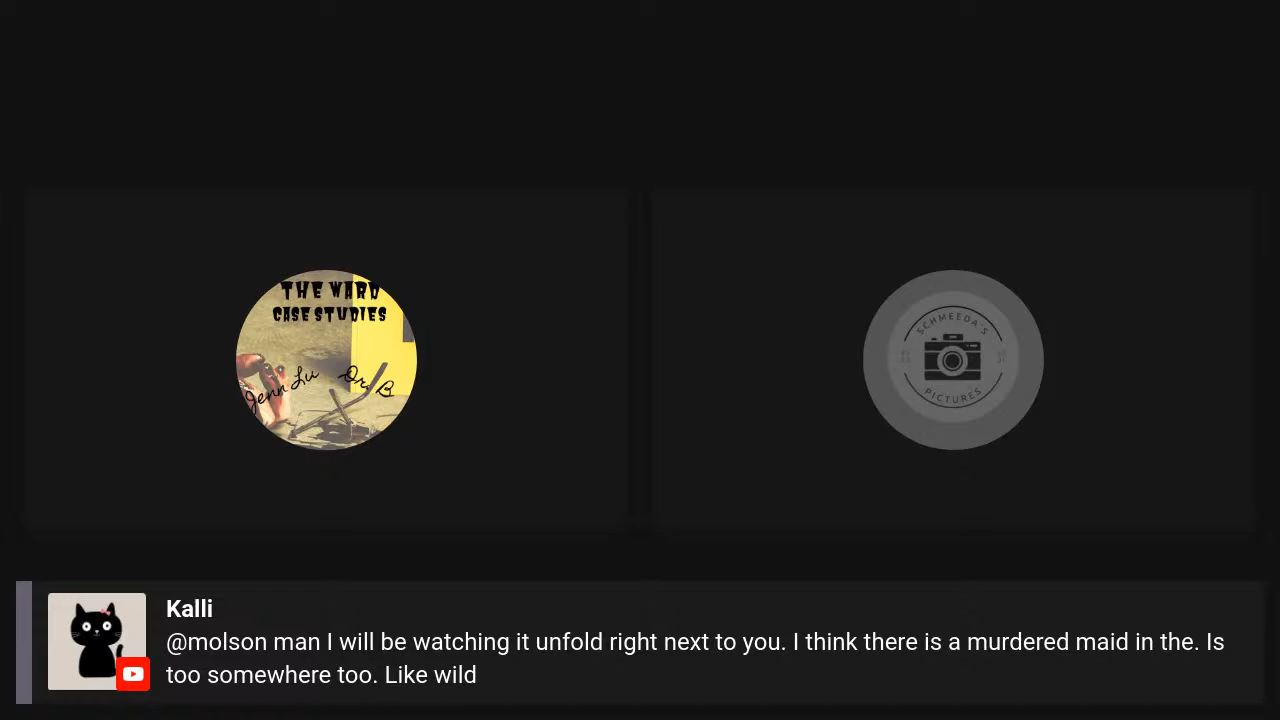 THE WARD
CASE STUDIES
Jenn Lu Dr. B
SCHMEEDA'S
PICTURES
Kalli
@molson man I will be watching it unfold right next to you. I think there is a murdered maid in the. Is
too somewhere too. Like wild